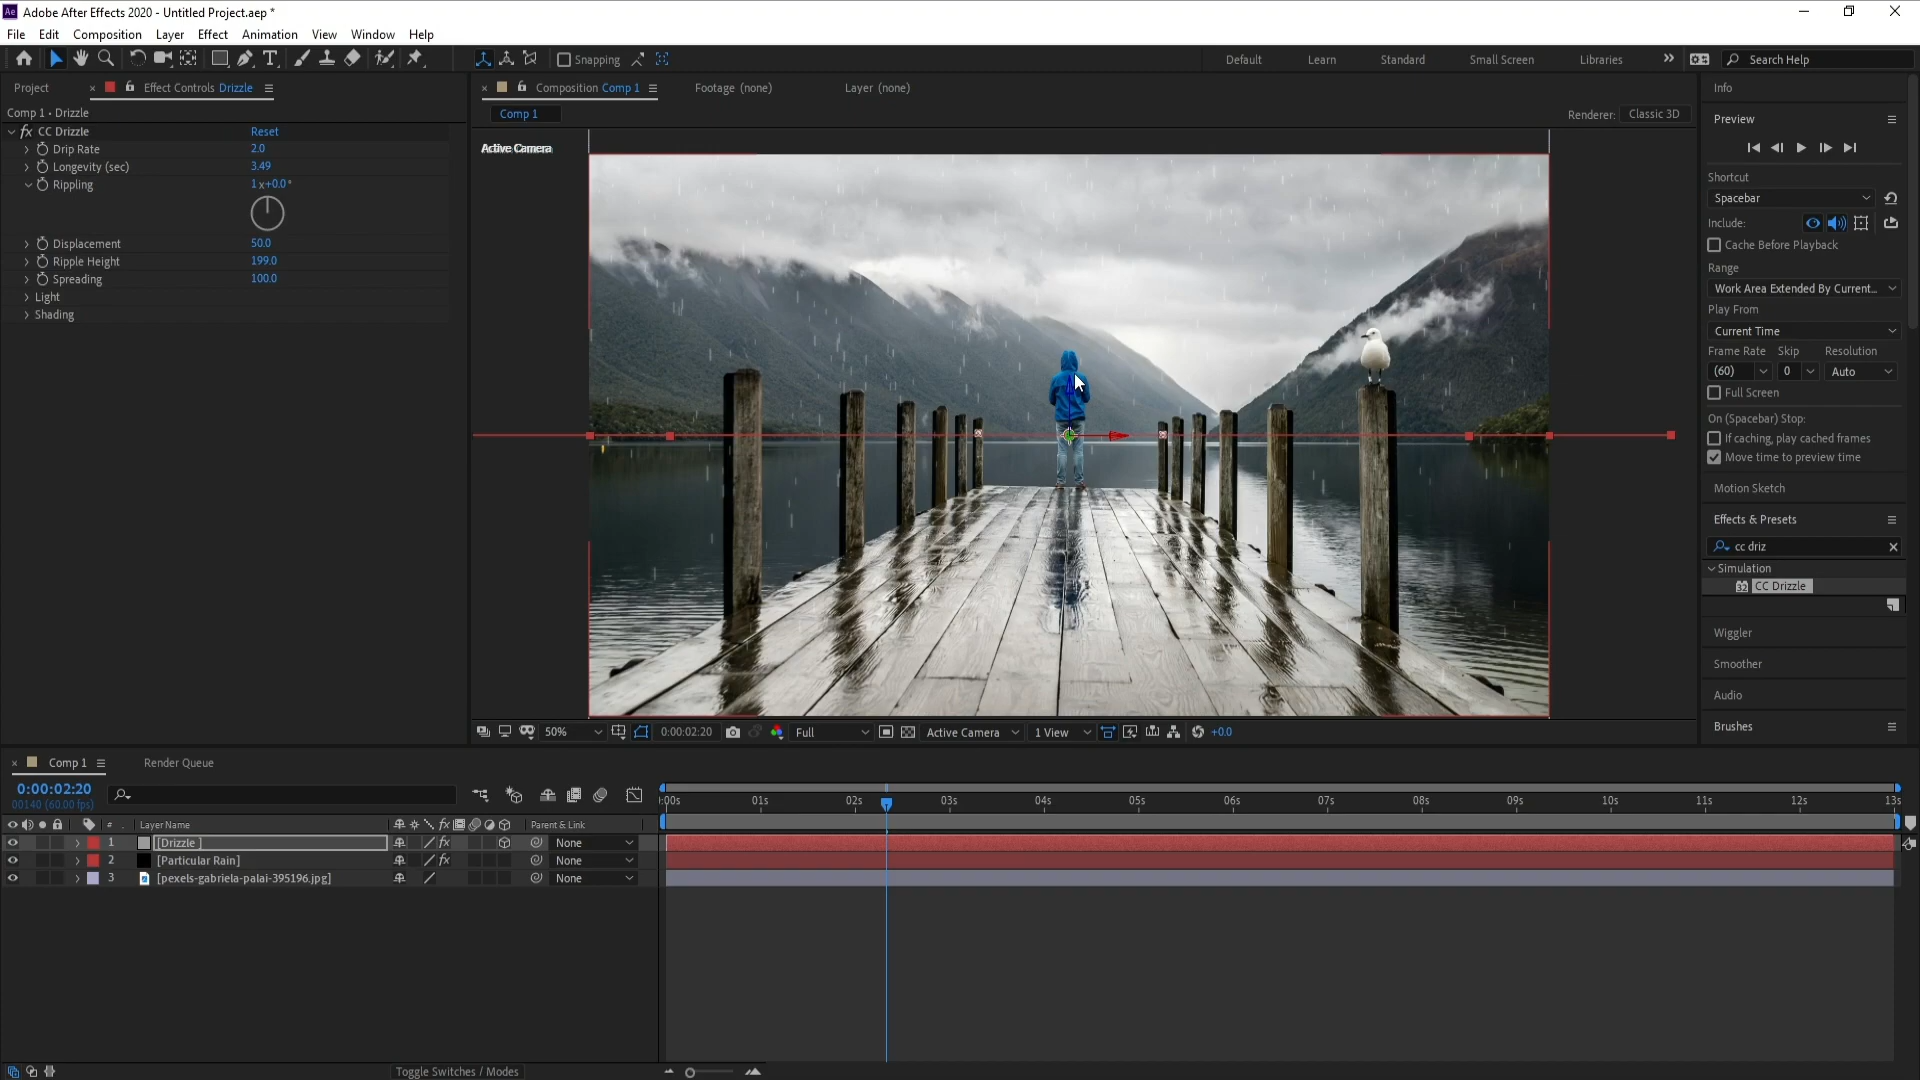 Ae Adobe After Effects 2020 - Untitled Project.aep *
File Edit Composition Layer Effect Animation View Window Help
Snapping
Default Learn Standard Small Screen Libraries Search Help
Project Effect Controls Drizzle
Comp 1 • Drizzle
fx CC Drizzle Reset
Drip Rate 2.0
Longevity (sec) 3.49
Rippling 1x+0.0°
Displacement 50.0
Ripple Height 199.0
Spreading 100.0
Light
Shading
Composition Comp 1 Footage (none) Layer (none)
Comp 1
Renderer: Classic 3D
Active Camera
50% 0:00:02:20 Full Active Camera 1 View +0.0
Info
Preview
Shortcut
Spacebar
Include:
Cache Before Playback
Range
Work Area Extended By Current...
Play From
Current Time
Frame Rate Skip Resolution
(60) 0 Auto
Full Screen
On (Spacebar) Stop:
If caching, play cached frames
Move time to preview time
Motion Sketch
Effects & Presets
cc driz
Simulation
32 CC Drizzle
Wiggler
Smoother
Audio
Brushes
Comp 1 Render Queue
0:00:02:20
00140 (60.00 fps)
:00s 01s 02s 03s 04s 05s 06s 07s 08s 09s 10s 11s 12s 13s
# . Layer Name fx Parent & Link
1 [Drizzle ] fx None
2 [Particular Rain] fx None
3 [pexels-gabriela-palai-395196.jpg] None
Toggle Switches / Modes